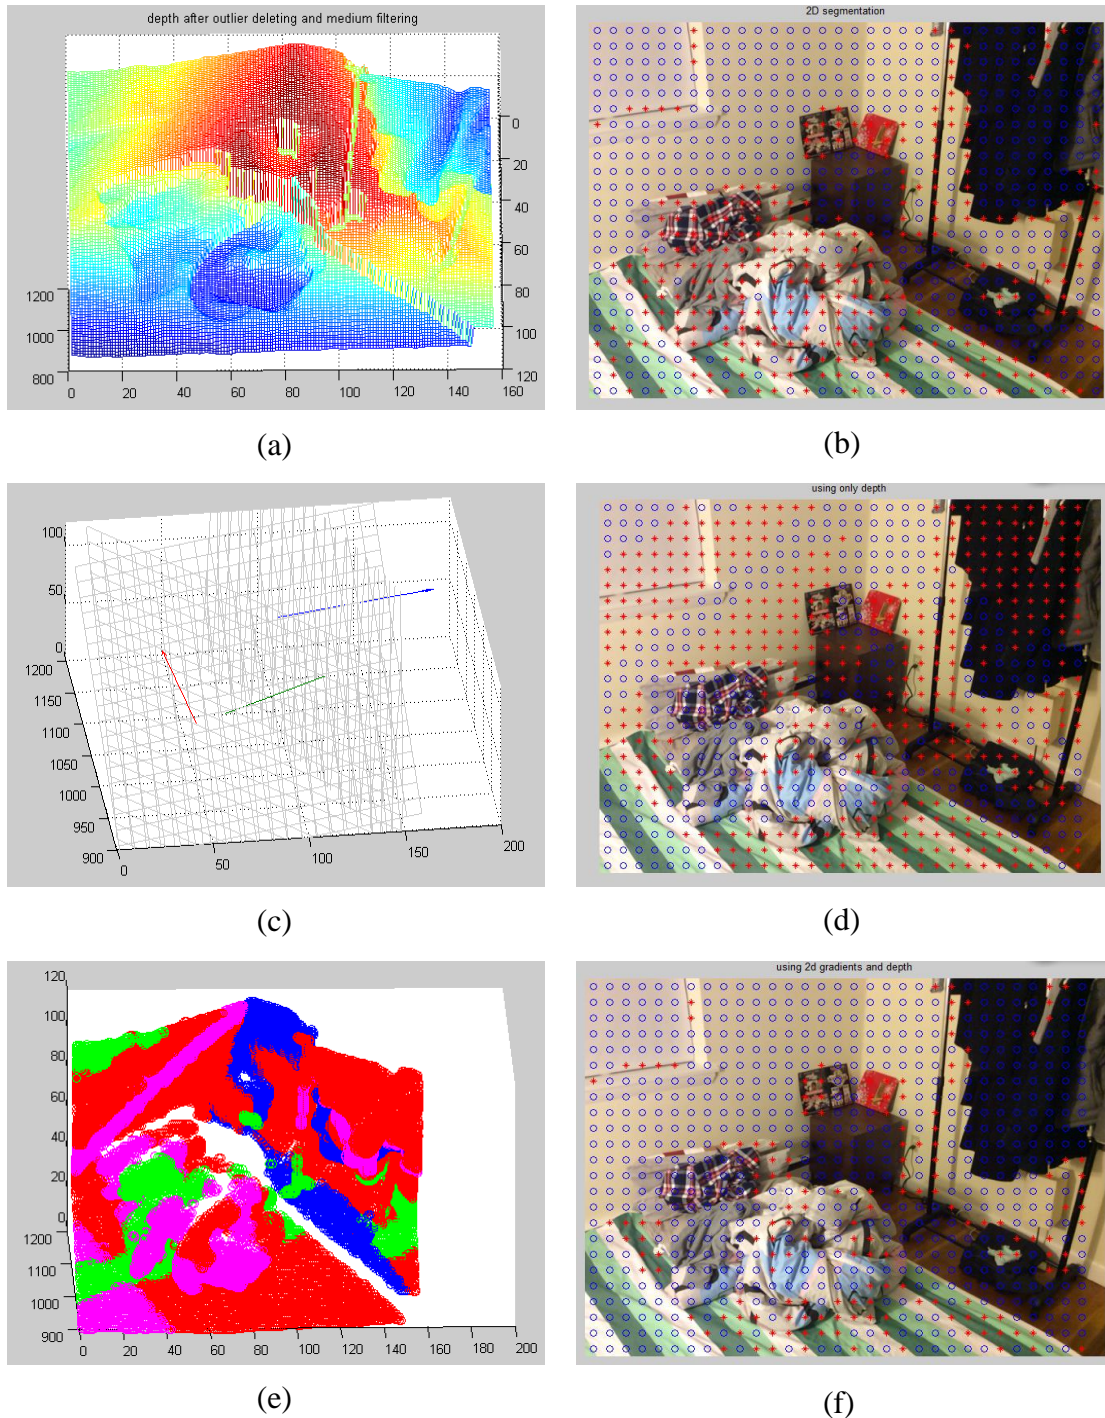 depth after outlier deleting and medium filtering
0
20
40
60
80
100
120
1200
1000
800
0 20 40 60 80 100 120 140 160
(a)
2D segmentation
(b)
100
50
0
1200
1150
1100
1050
1000
950
900
0 50 100 150 200
(c)
using only depth
(d)
120
100
80
60
40
20
0
1200
1100
1000
900
0 20 40 60 80 100 120 140 160 180 200
(e)
using 2d gradients and depth
(f)